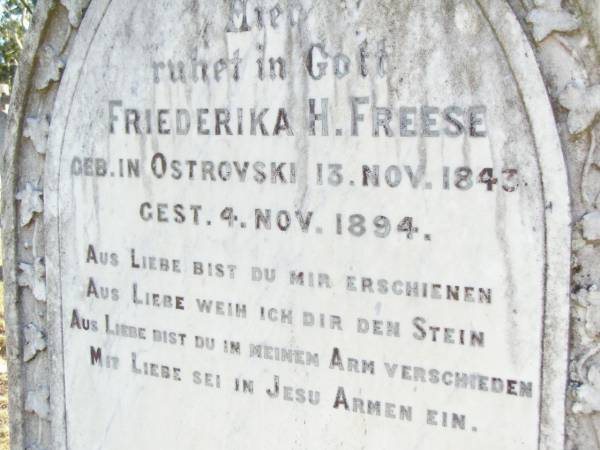 Hier
ruhet in Gott
FRIEDERIKA H. FREESE
GEB. IN OSTROVSKI 13. NOV. 1843
GEST. 4. NOV. 1894.
AUS LIEBE BIST DU MIR ERSCHIENEN
AUS LIEBE WEIH ICH DIR DEN STEIN
AUS LIEBE BIST DU IN MEINEN ARM VERSCHIEDEN
MIT LIEBE SEI IN JESU ARMEN EIN.